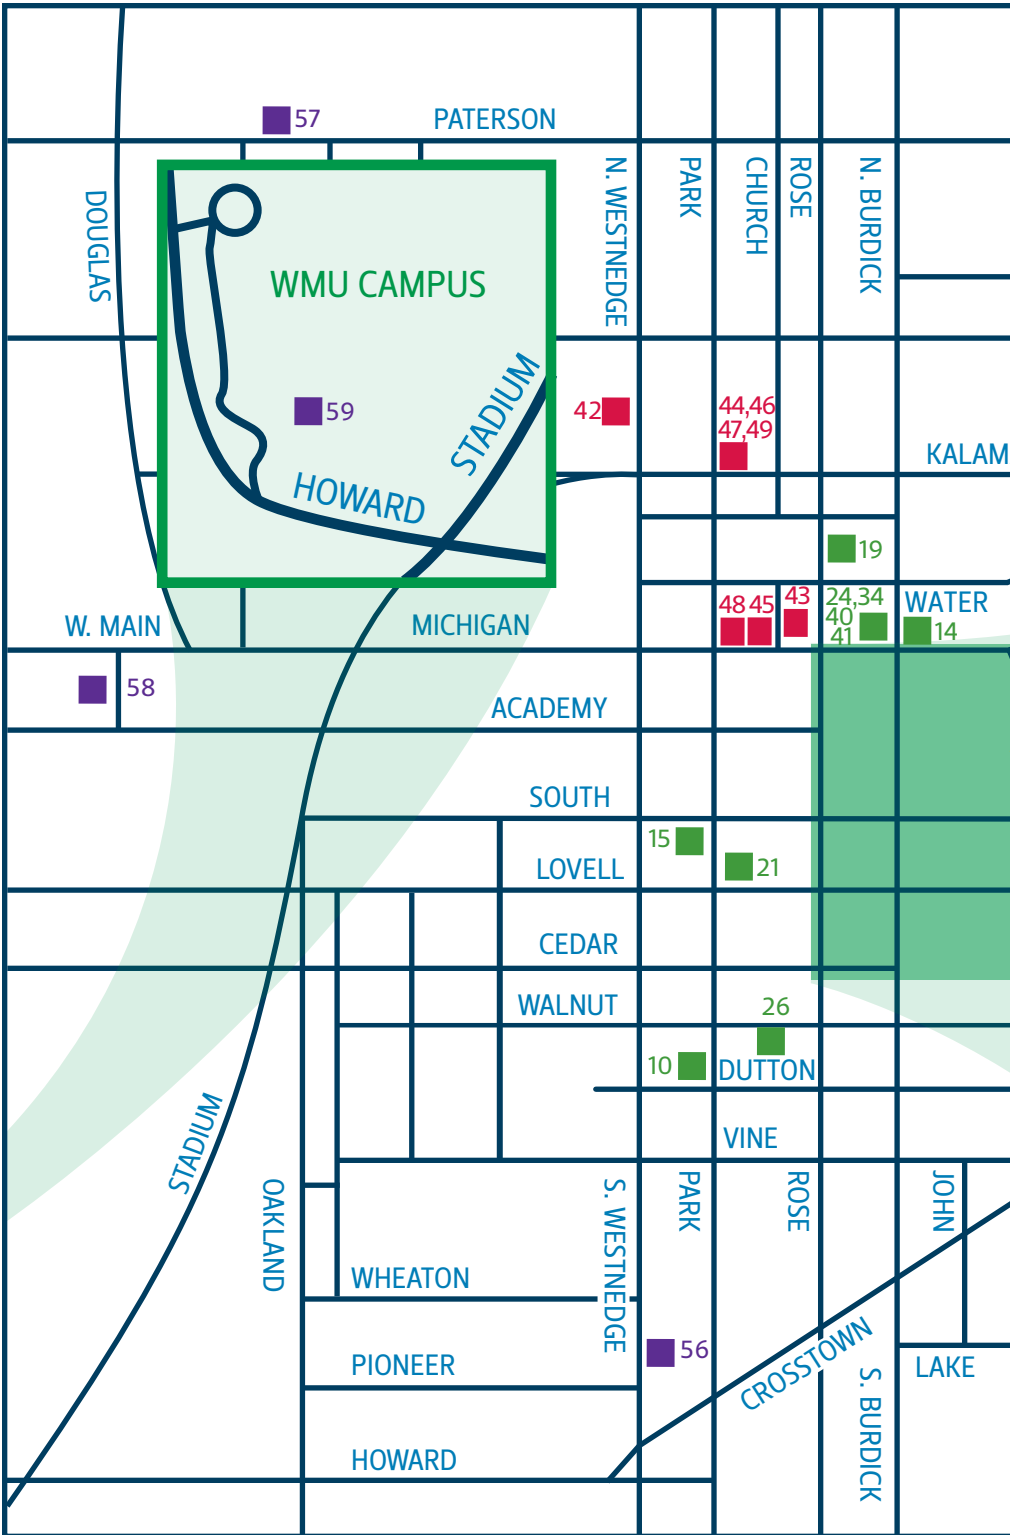 57
PATERSON
DOUGLAS
N. WESTNEDGE
PARK
CHURCH
ROSE
N. BURDICK
WMU CAMPUS
59
STADIUM
HOWARD
42
44,46
47,49
KALAM
19
W. MAIN
MICHIGAN
48
45
43
24,34
40
41
WATER
14
58
ACADEMY
SOUTH
15
LOVELL
21
CEDAR
WALNUT
26
10
DUTTON
VINE
STADIUM
OAKLAND
S. WESTNEDGE
PARK
ROSE
JOHN
WHEATON
56
PIONEER
CROSSTOWN
LAKE
S. BURDICK
HOWARD